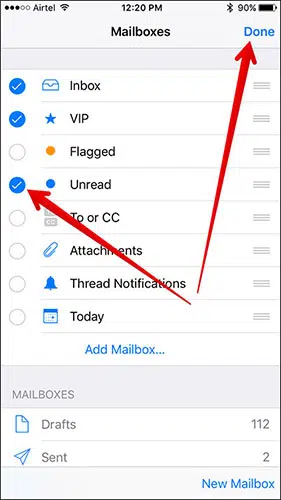 Airtel 12:20 PM 90%
Mailboxes Done
Inbox
VIP
Flagged
Unread
To or CC
Attachments
Thread Notifications
Today
Add Mailbox...
MAILBOXES
Drafts 112
Sent 2
New Mailbox